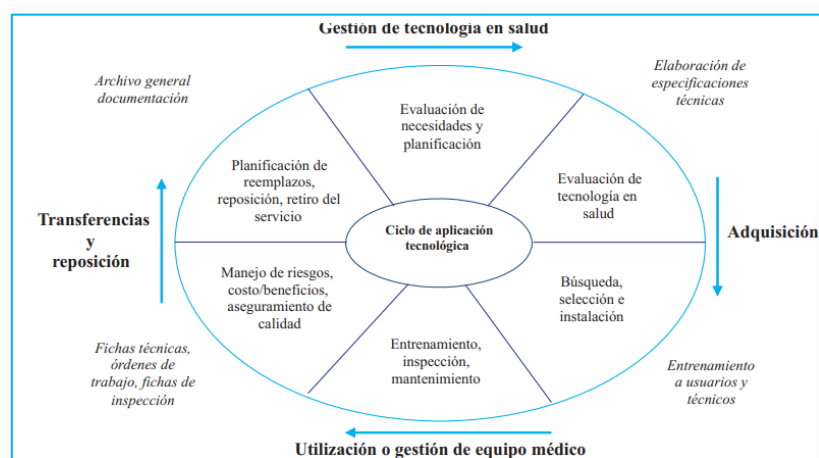 Gestión de tecnología en salud
Archivo general
documentación
Elaboración de
especificaciones
técnicas
Evaluación de
necesidades y
planificación
Planificación de
reemplazos,
reposición, retiro del
servicio
Evaluación de
tecnología en
salud
Transferencias
y
reposición
Ciclo de aplicación
tecnológica
Adquisición
Manejo de riesgos,
costo/beneficios,
aseguramiento de
calidad
Búsqueda,
selección e
instalación
Entrenamiento,
inspección,
mantenimiento
Fichas técnicas,
órdenes de
trabajo, fichas de
inspección
Entrenamiento
a usuarios y
técnicos
Utilización o gestión de equipo médico